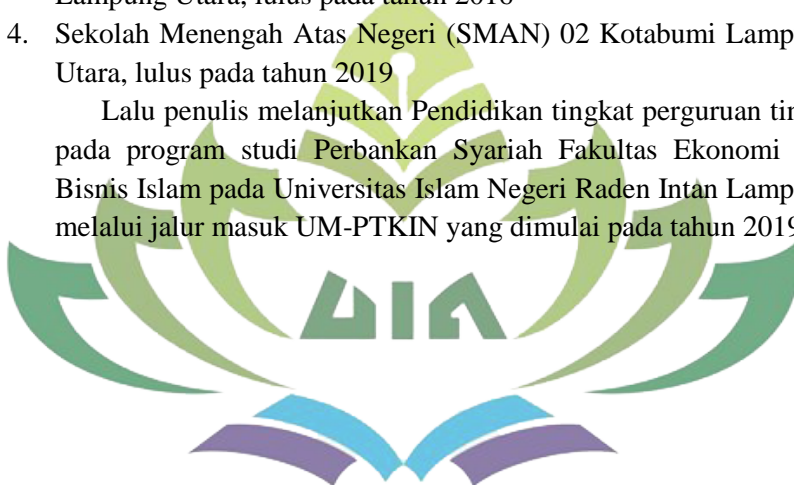 Lampung Utara, lulus pada tahun 2016
4. Sekolah Menengah Atas Negeri (SMAN) 02 Kotabumi Lamp
Utara, lulus pada tahun 2019
Lalu penulis melanjutkan Pendidikan tingkat perguruan tin
pada program studi Perbankan Syariah Fakultas Ekonomi
Bisnis Islam pada Universitas Islam Negeri Raden Intan Lamp
melalui jalur masuk UM-PTKIN yang dimulai pada tahun 2019
UIN